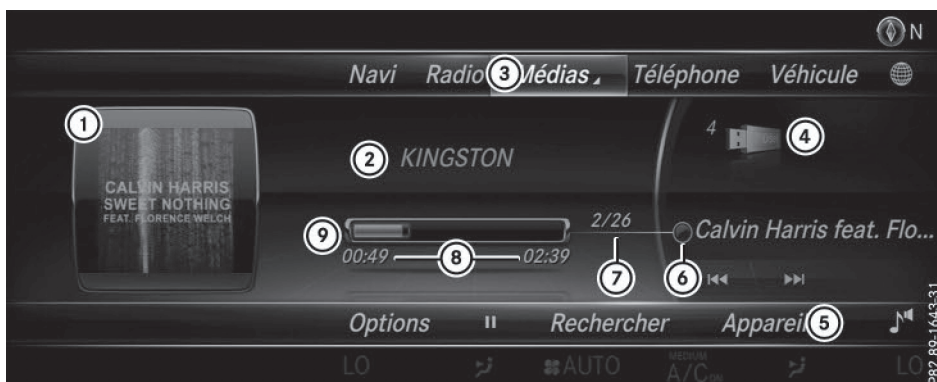 N
Navi Radio 3 Médias Téléphone Véhicule
1
CALVIN HARRIS
SWEET NOTHING
FEAT. FLORENCE WELCH
2 KINGSTON
4 4
9
00:49 8 02:39
2/26
7
6
Calvin Harris feat. Flo...
Options Rechercher Appareil 5
LO AUTO MEDIUM A/C ON LO
P82.89-1643-31